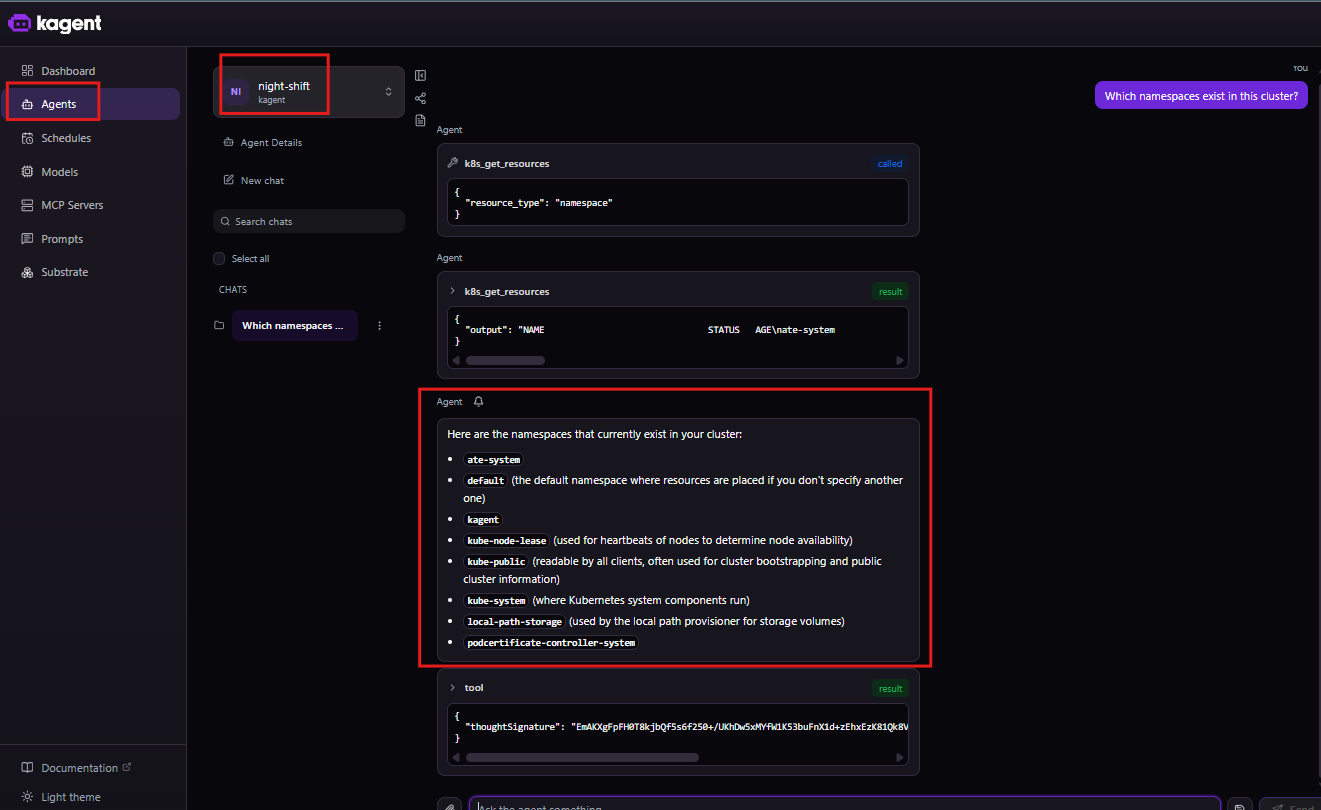 kagent
Dashboard
Agents
Schedules
Models
MCP Servers
Prompts
Substrate
Documentation
Light theme
NI
night-shift
kagent
Agent Details
New chat
Search chats
Select all
CHATS
Which namespaces ...
YOU
Which namespaces exist in this cluster?
Agent
k8s_get_resources
called
{
"resource_type": "namespace"
}
Agent
k8s_get_resources
result
{
"output": "NAME STATUS AGE\nate-system
}
Agent
Here are the namespaces that currently exist in your cluster:
• ate-system
• default (the default namespace where resources are placed if you don't specify another
one)
• kagent
• kube-node-lease (used for heartbeats of nodes to determine node availability)
• kube-public (readable by all clients, often used for cluster bootstrapping and public
cluster information)
• kube-system (where Kubernetes system components run)
• local-path-storage (used by the local path provisioner for storage volumes)
• podcertificate-controller-system
tool
result
{
"thoughtSignature": "EmAKXgFpFH0T8kjbQf5s6f250+/UKhDw5xMYfW1K53buFnX1d+zEhxEzK81Qk8V
}
Ask the agent something
Send